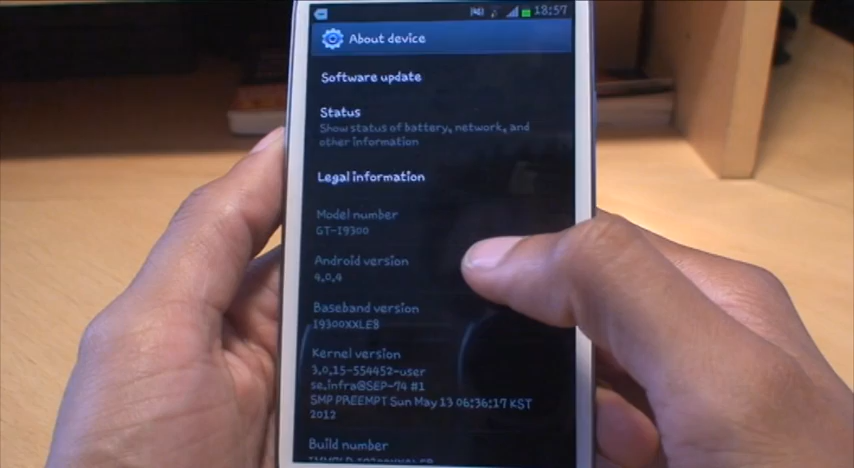 18:57
About device
Software update
Status
Show status of battery, network, and
other information
Legal information
Model number
GT-I9300
Android version
4.0.4
Baseband version
I9300XXLE8
Kernel version
3.0.15-554452-user
se.infra@SEP-74 #1
SMP PREEMPT Sun May 13 06:36:17 KST
2012
Build number